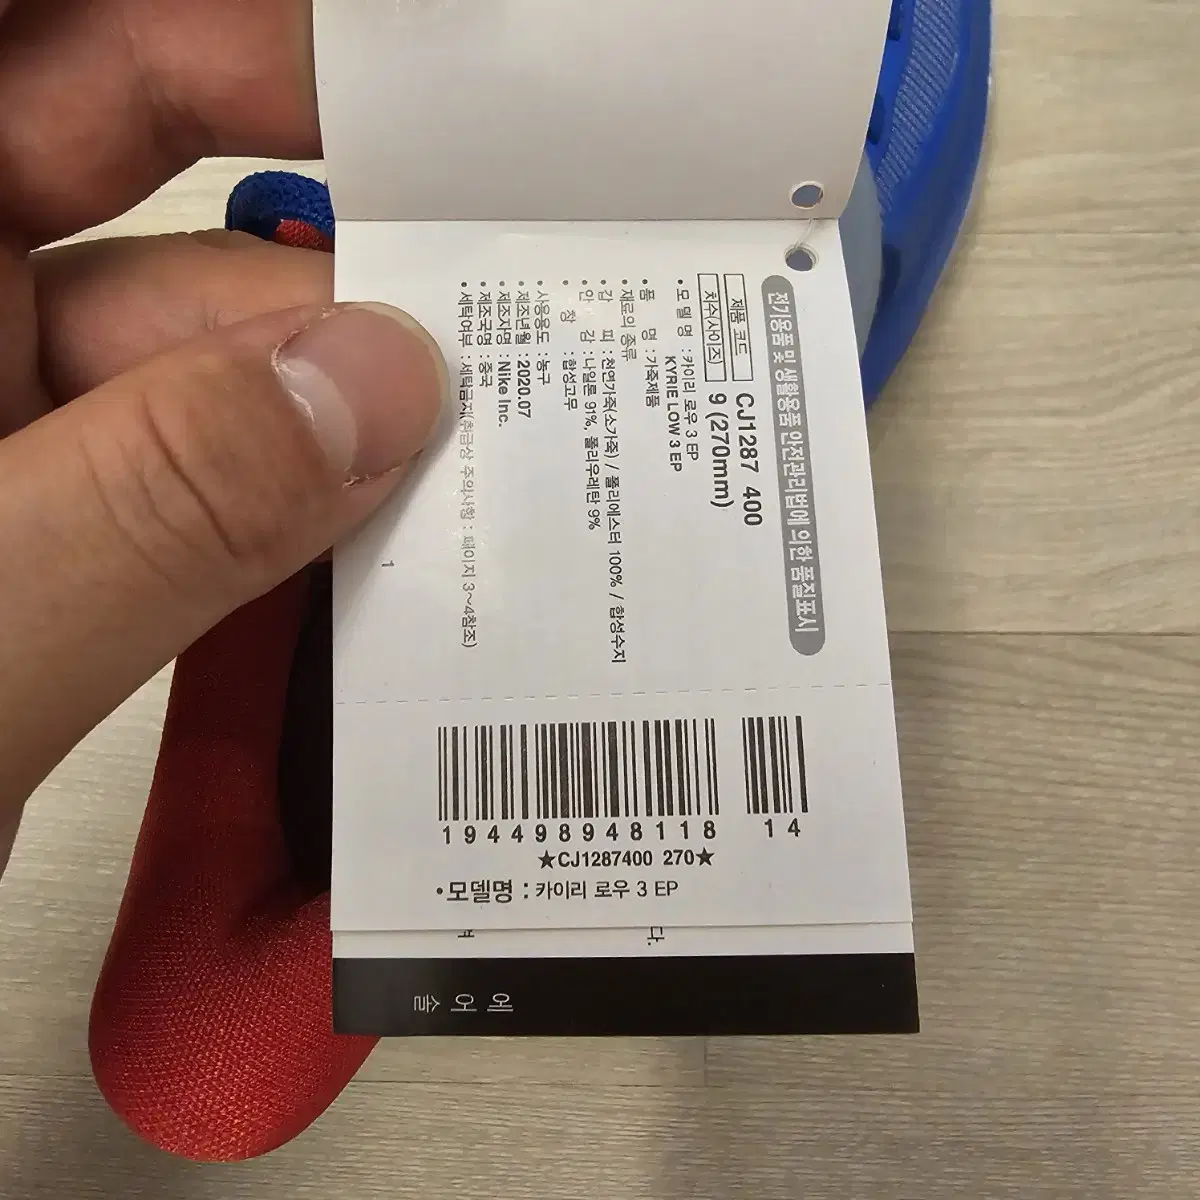 전기용품 및 생활용품 안전관리법에 의한 품질표시
제품 코드 CJ1287 400
치수(사이즈) 9 (270mm)
•모 델 명 : 카이리 로우 3 EP
KYRIE LOW 3 EP
•품 명 : 가죽제품
•재료의 종류
•겉 피 : 천연가죽(소가죽) / 폴리에스터 100% / 합성수지
•안 감 : 나일론 91%, 폴리우레탄 9%
• 창 : 합성고무
•사용용도 : 농구
•제조년월 : 2020.07
•제조자명 : Nike Inc.
•제조국명 : 중국
•세탁여부 : 세탁금지(취급상 주의사항 : 페이지 3~4참조)
1
194498948118 14
★CJ1287400 270★
•모델명 : 카이리 로우 3 EP
다.
에
어
솔